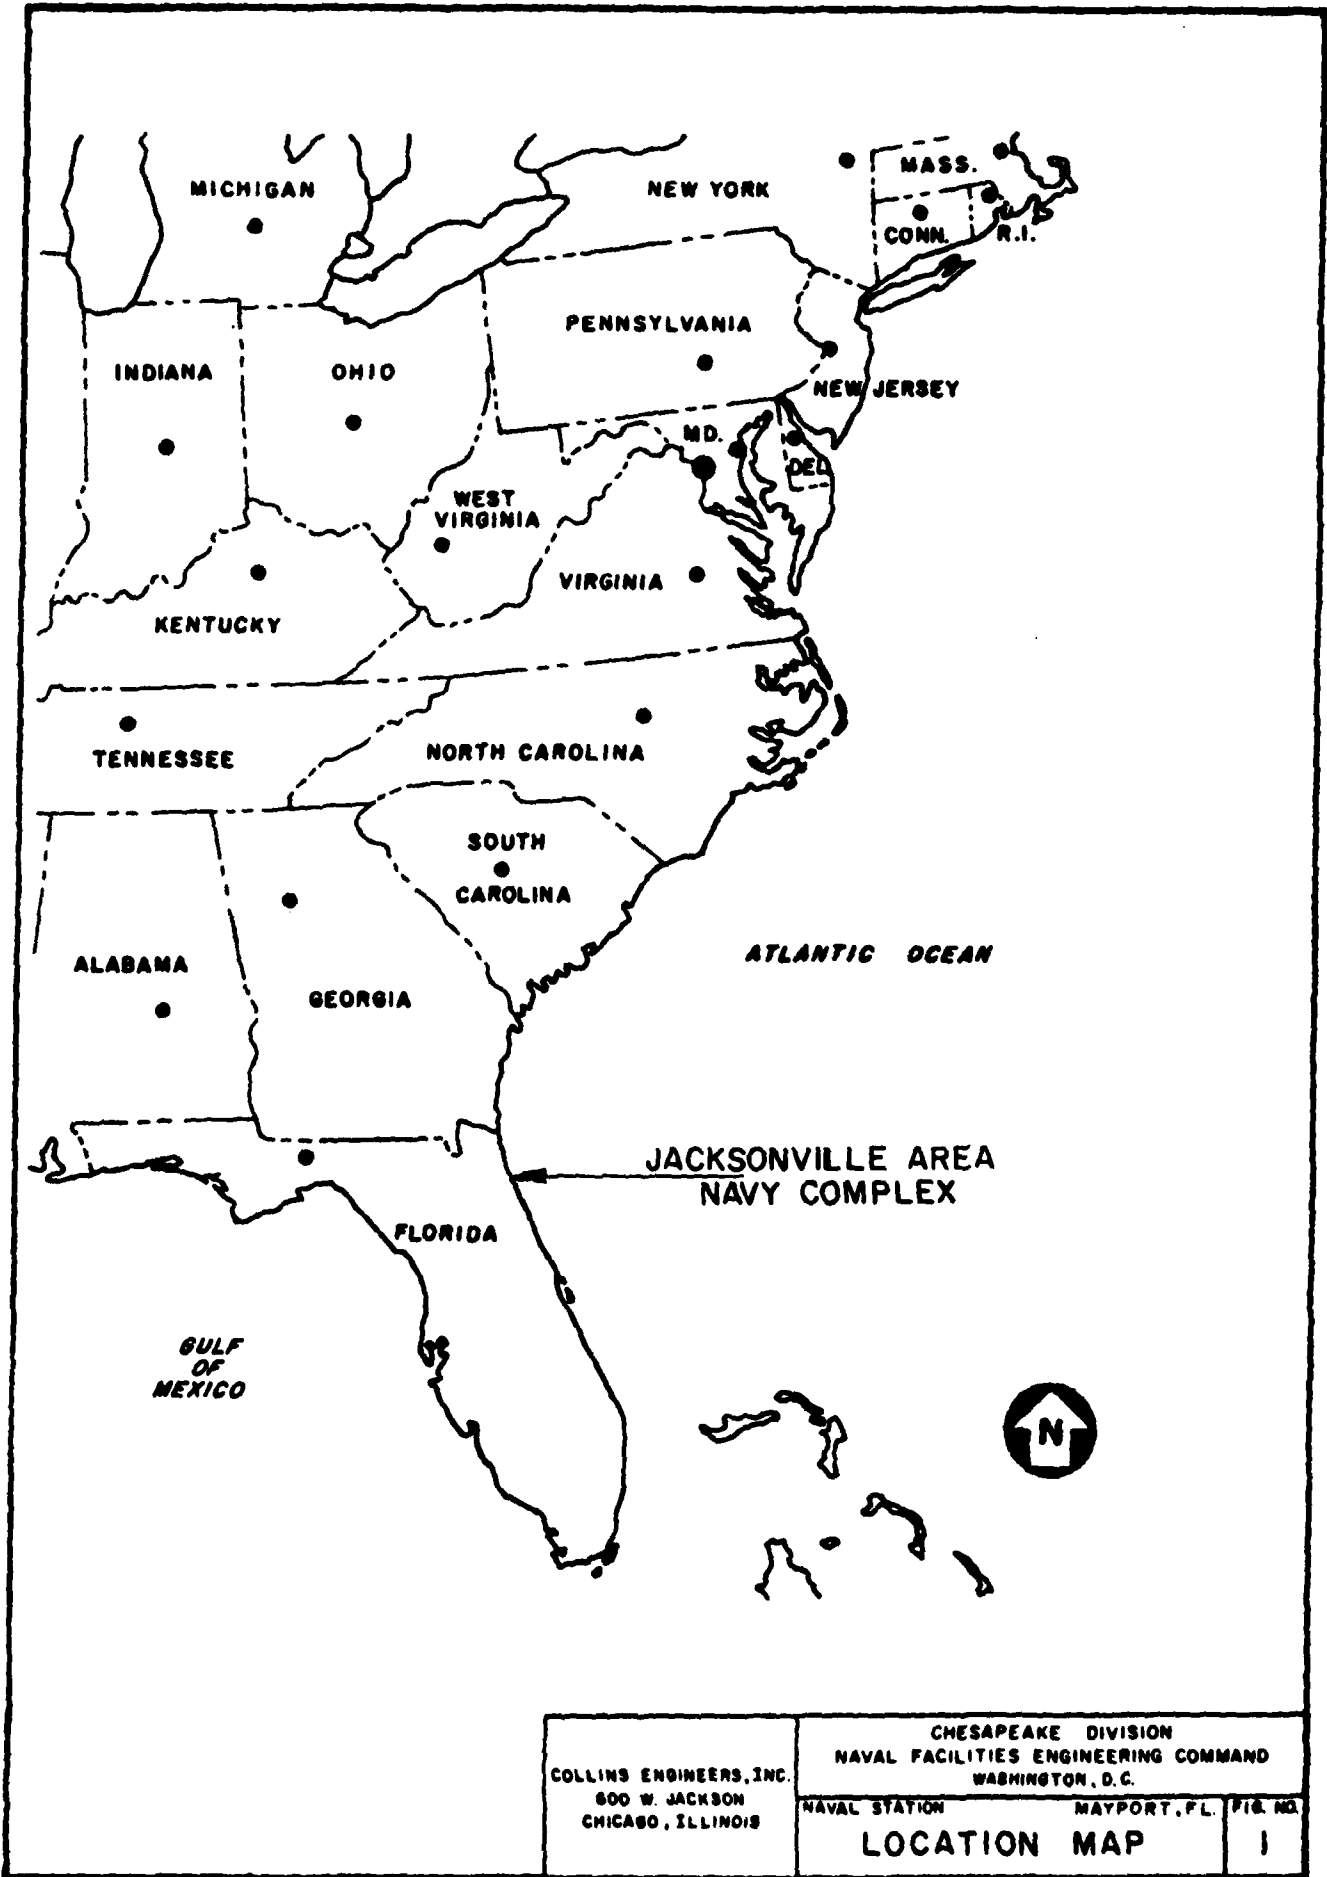 MICHIGAN
NEW YORK
MASS.
CONN.
R.I.
PENNSYLVANIA
INDIANA
OHIO
NEW JERSEY
MD.
DEL
WEST
VIRGINIA
VIRGINIA
KENTUCKY
TENNESSEE
NORTH CAROLINA
SOUTH
CAROLINA
ALABAMA
GEORGIA
ATLANTIC OCEAN
JACKSONVILLE AREA
NAVY COMPLEX
FLORIDA
GULF
OF
MEXICO
N
COLLINS ENGINEERS, INC.
600 W. JACKSON
CHICAGO, ILLINOIS
CHESAPEAKE DIVISION
NAVAL FACILITIES ENGINEERING COMMAND
WASHINGTON, D.C.
NAVAL STATION MAYPORT, FL.
LOCATION MAP
FIG. NO.
1